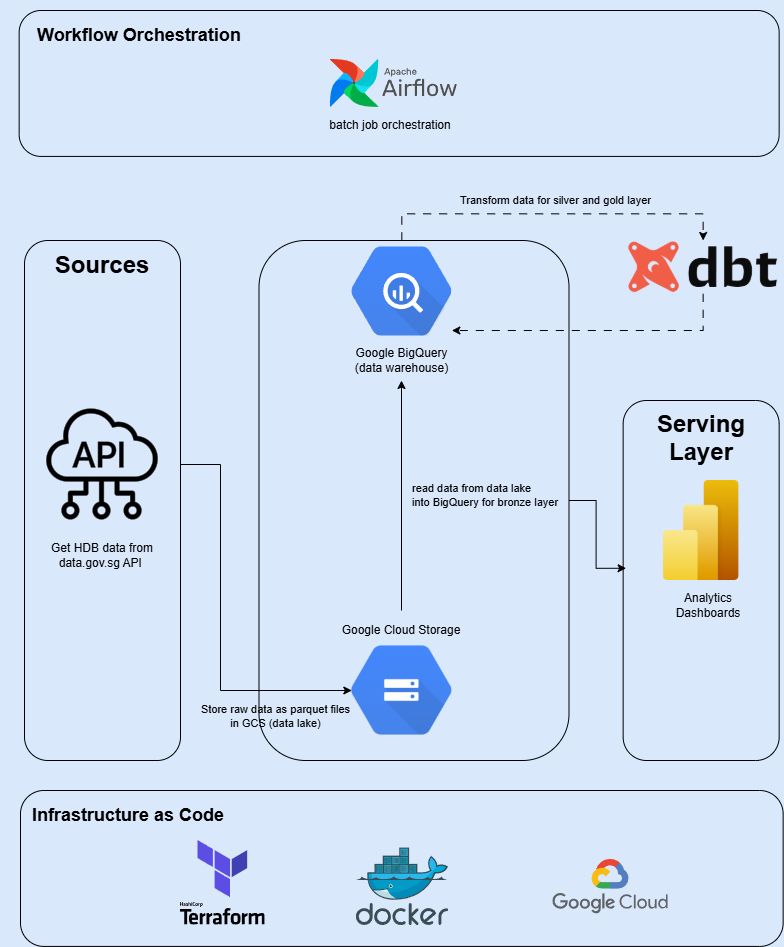 Workflow Orchestration
Apache
Airflow
batch job orchestration
Transform data for silver and gold layer
Sources
dbt
Google BigQuery
(data warehouse)
Serving
Layer
API
read data from data lake
into BigQuery for bronze layer
Get HDB data from
data.gov.sg API
Analytics
Dashboards
Google Cloud Storage
Store raw data as parquet files
in GCS (data lake)
Infrastructure as Code
HashiCorp
Terraform
docker
Google Cloud